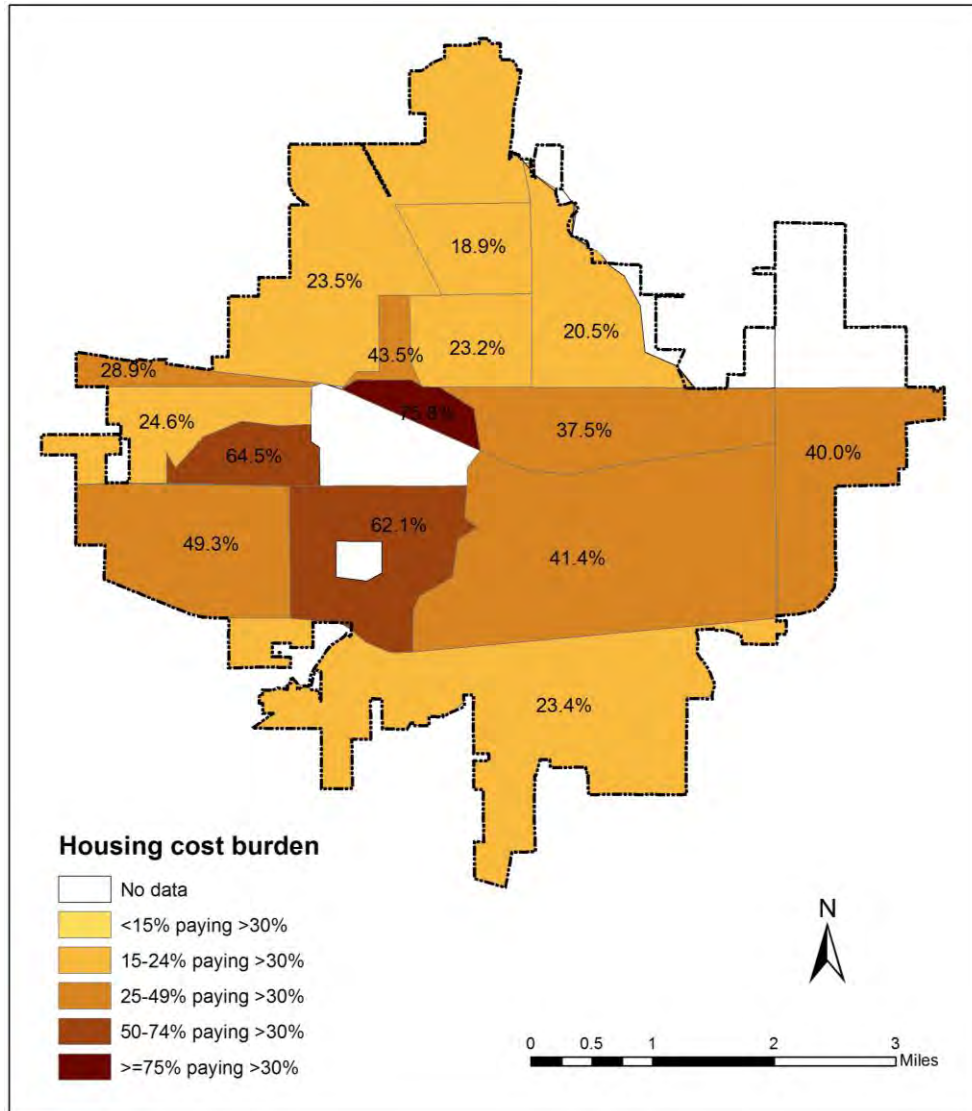 18.9%
23.5%
20.5%
43.5%
23.2%
28.9%
75.8%
24.6%
37.5%
64.5%
40.0%
62.1%
49.3%
41.4%
23.4%
Housing cost burden
No data
<15% paying >30%
15-24% paying >30%
25-49% paying >30%
50-74% paying >30%
>=75% paying >30%
N
0 0.5 1 2 3
Miles